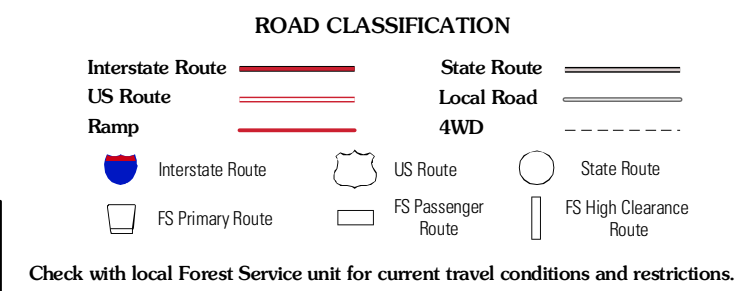 ROAD CLASSIFICATION
Interstate Route
State Route
US Route
Local Road
Ramp
4WD
Interstate Route
US Route
State Route
FS Primary Route
FS Passenger
Route
FS High Clearance
Route
Check with local Forest Service unit for current travel conditions and restrictions.